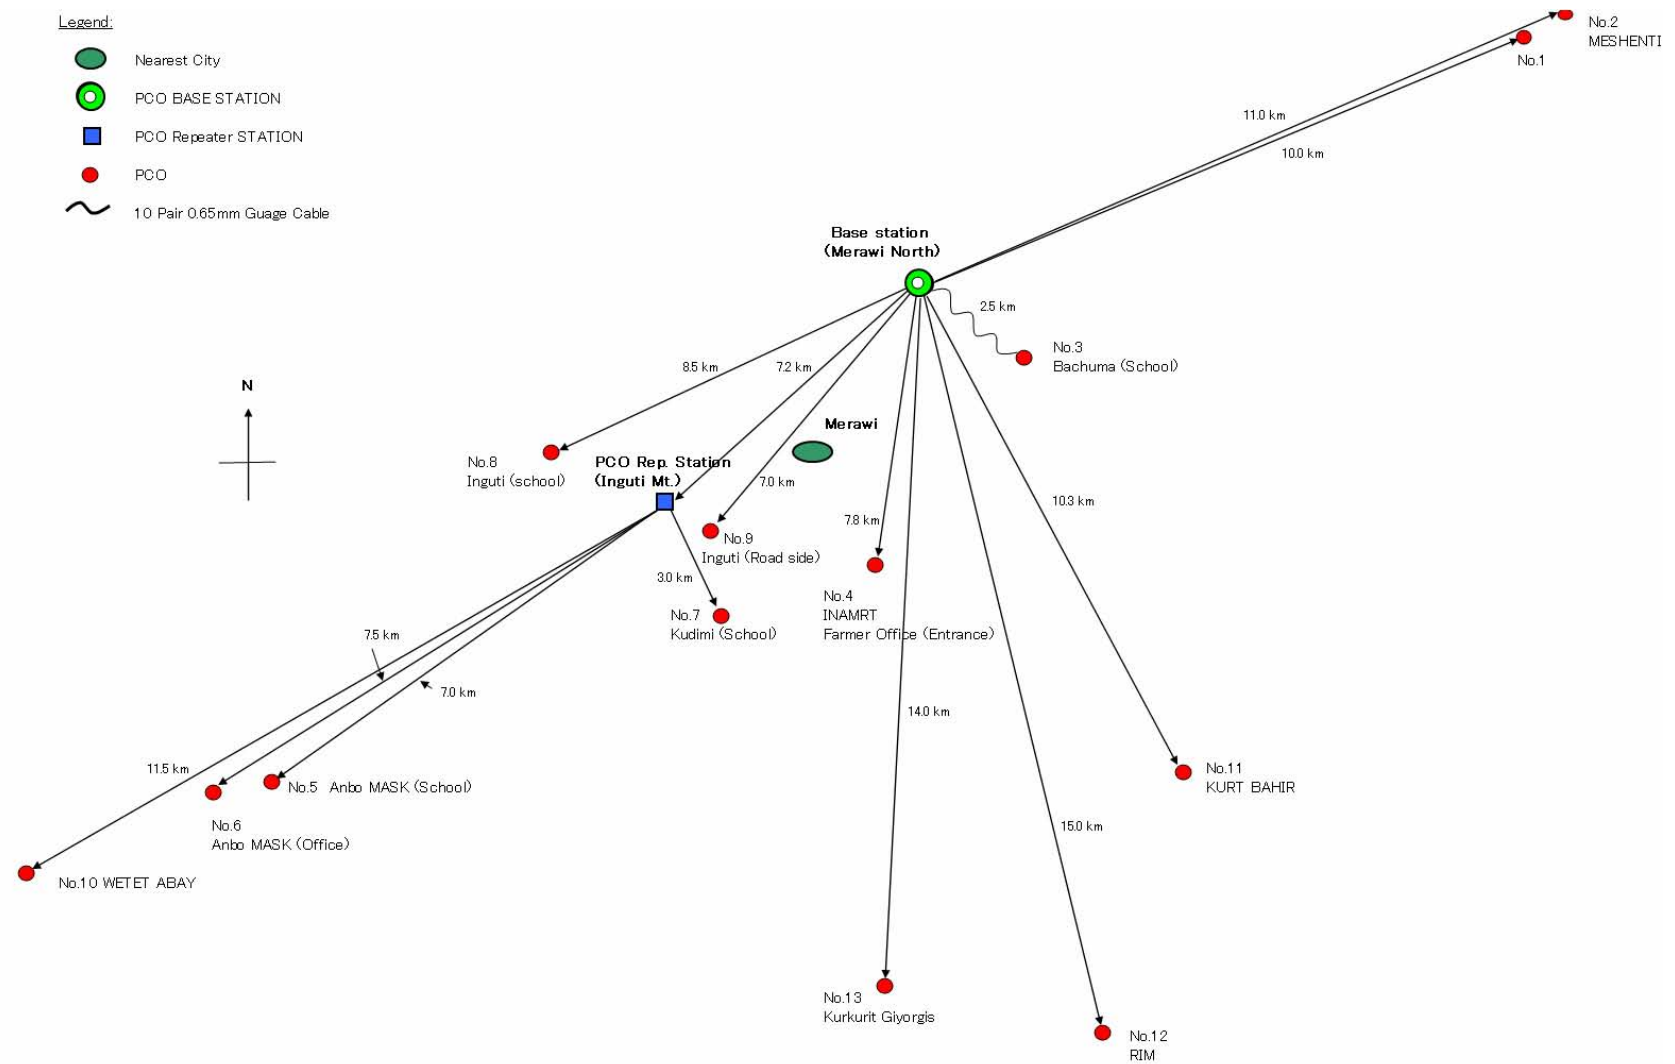 Legend:
Nearest City
PCO BASE STATION
PCO Repeater STATION
PCO
10 Pair 0.65mm Guage Cable
No.2
MESHENTI
No.1
11.0 km
10.0 km
Base station
(Merawi North)
2.5 km
No.3
Bachuma (School)
8.5 km
7.2 km
N
Merawi
No.8
Inguti (school)
PCO Rep. Station
(Inguti Mt.)
7.0 km
10.3 km
7.8 km
No.9
Inguti (Road side)
3.0 km
No.4
INAMRT
Farmer Office (Entrance)
No.7
Kudimi (School)
7.5 km
7.0 km
14.0 km
11.5 km
No.5 Anbo MASK (School)
No.11
KURT BAHIR
No.6
Anbo MASK (Office)
15.0 km
No.10 WETET ABAY
No.13
Kurkurit Giyorgis
No.12
RIM